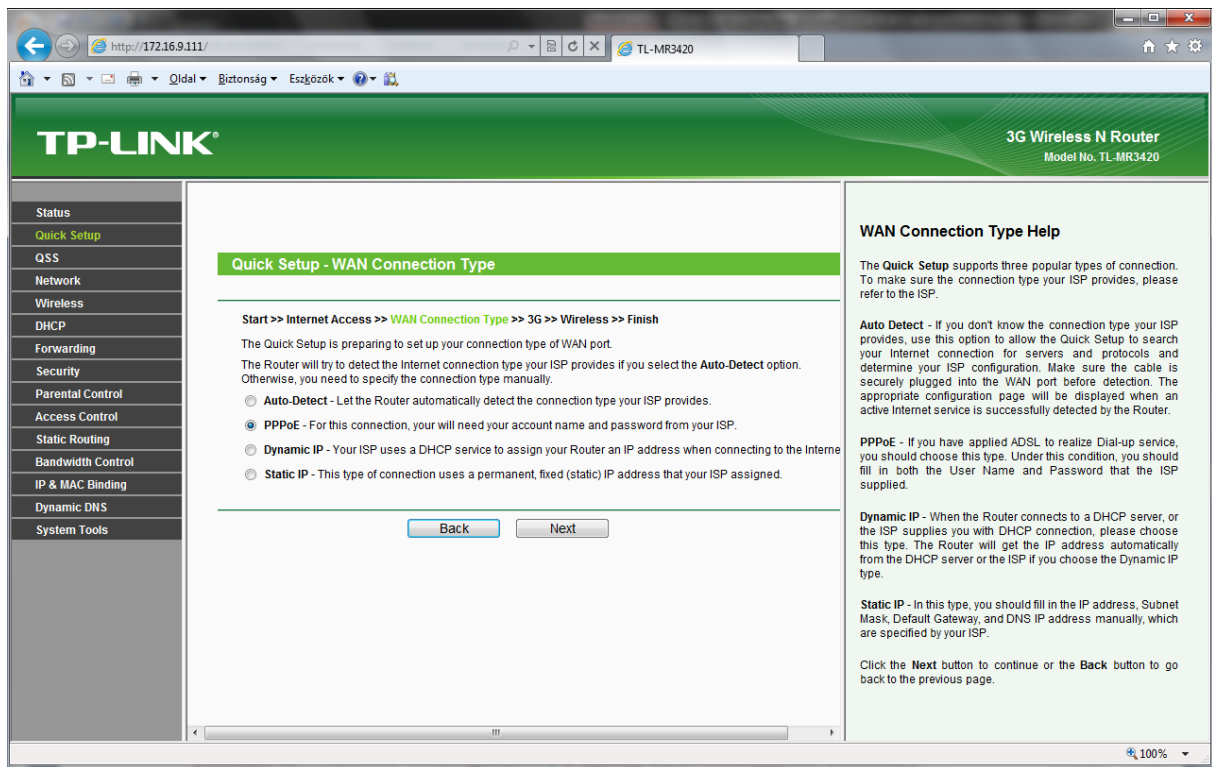 http://172.16.9.111/
TL-MR3420
Oldal
Biztonság
Eszközök
TP-LINK®
3G Wireless N Router
Model No. TL-MR3420
Status
Quick Setup
QSS
Network
Wireless
DHCP
Forwarding
Security
Parental Control
Access Control
Static Routing
Bandwidth Control
IP & MAC Binding
Dynamic DNS
System Tools
Quick Setup - WAN Connection Type
Start >> Internet Access >> WAN Connection Type >> 3G >> Wireless >> Finish
The Quick Setup is preparing to set up your connection type of WAN port.
The Router will try to detect the Internet connection type your ISP provides if you select the Auto-Detect option.
Otherwise, you need to specify the connection type manually.
Auto-Detect - Let the Router automatically detect the connection type your ISP provides.
PPPoE - For this connection, your will need your account name and password from your ISP.
Dynamic IP - Your ISP uses a DHCP service to assign your Router an IP address when connecting to the Interne
Static IP - This type of connection uses a permanent, fixed (static) IP address that your ISP assigned.
Back
Next
WAN Connection Type Help
The Quick Setup supports three popular types of connection.
To make sure the connection type your ISP provides, please
refer to the ISP.
Auto Detect - If you don't know the connection type your ISP
provides, use this option to allow the Quick Setup to search
your Internet connection for servers and protocols and
determine your ISP configuration. Make sure the cable is
securely plugged into the WAN port before detection. The
appropriate configuration page will be displayed when an
active Internet service is successfully detected by the Router.
PPPoE - If you have applied ADSL to realize Dial-up service,
you should choose this type. Under this condition, you should
fill in both the User Name and Password that the ISP
supplied.
Dynamic IP - When the Router connects to a DHCP server, or
the ISP supplies you with DHCP connection, please choose
this type. The Router will get the IP address automatically
from the DHCP server or the ISP if you choose the Dynamic IP
type.
Static IP - In this type, you should fill in the IP address, Subnet
Mask, Default Gateway, and DNS IP address manually, which
are specified by your ISP.
Click the Next button to continue or the Back button to go
back to the previous page.
100%